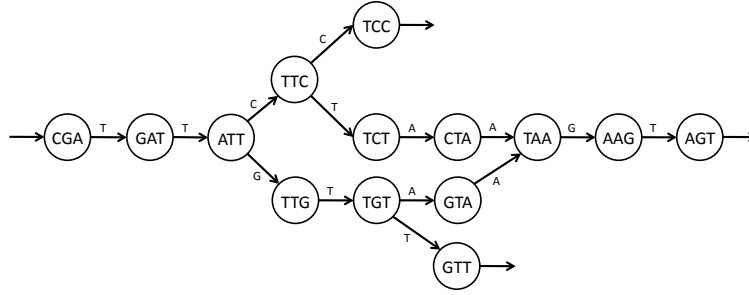 TCC
C
TTC
C
T
CGA T GAT T ATT
TCT A CTA A TAA G AAG T AGT
G
TTG T TGT A GTA
A
T
GTT